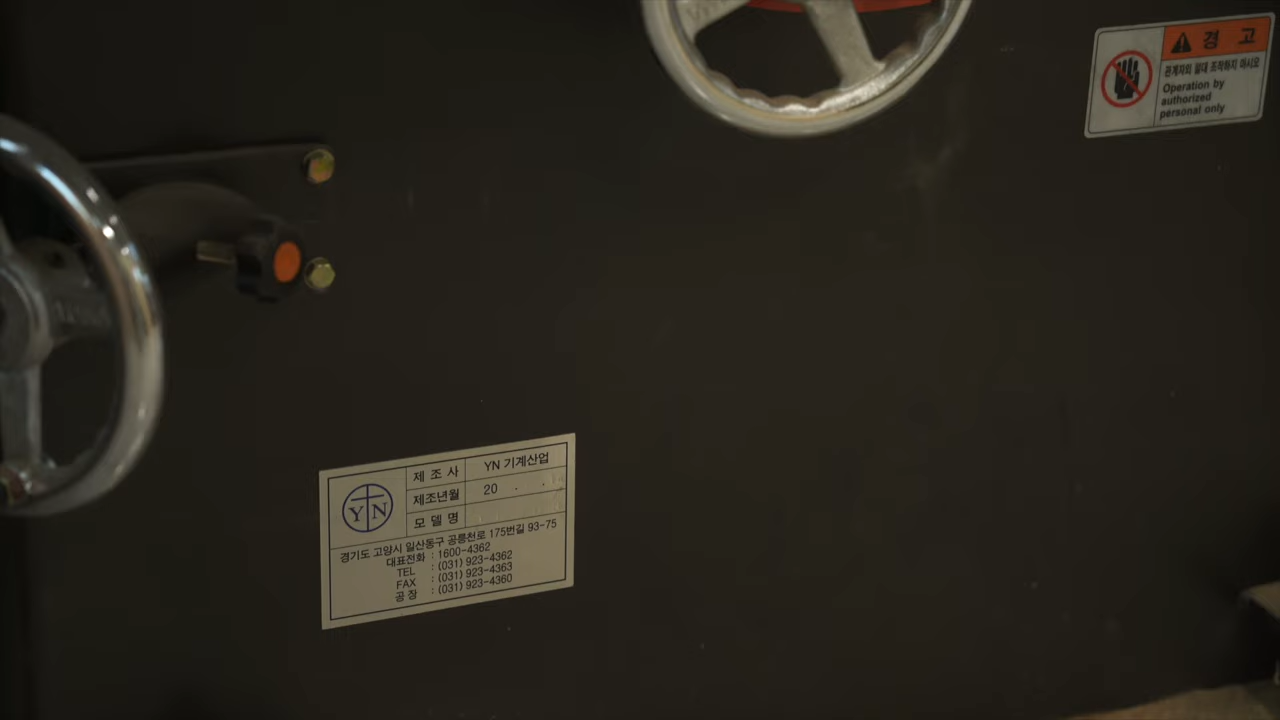 경 고
관계자외 절대 조작하지 마시오
Operation by
authorized
personal only
YN
제 조 사 YN 기계산업
제조년월 20 . .
모 델 명
경기도 고양시 일산동구 공릉천로 175번길 93-75
대표전화 : 1600-4362
TEL : (031) 923-4362
FAX : (031) 923-4363
공 장 : (031) 923-4360